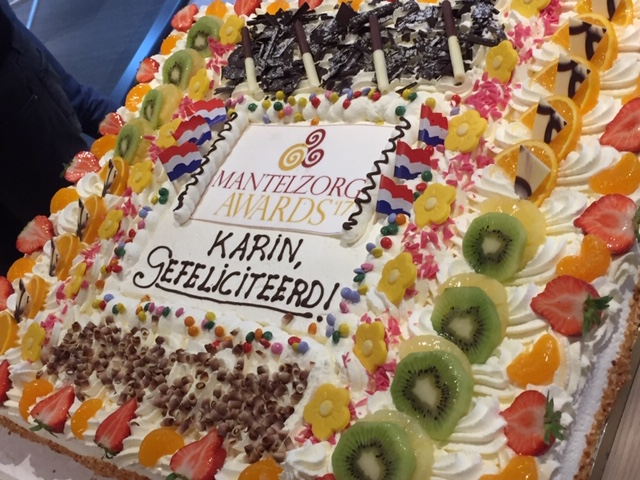 MANTELZORG
AWARDS '17
KARIN,
GEFELICITEERD!